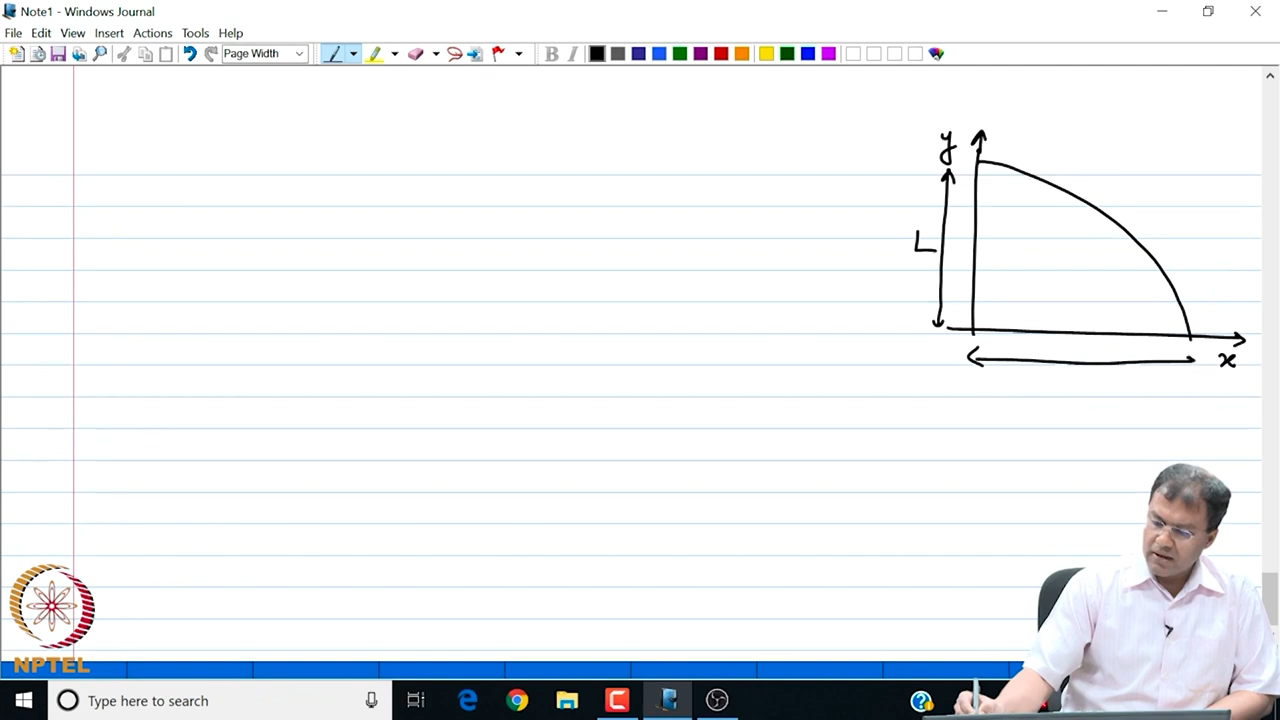 Note1 - Windows Journal
File Edit View Insert Actions Tools Help
Page Width
B I
y
L
x
NPTEL
Type here to search